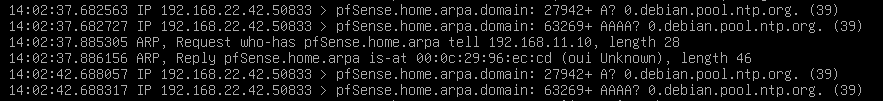 14:02:37.682563 IP 192.168.22.42.50833 > pfSense.home.arpa.domain: 27942+ A? 0.debian.pool.ntp.org. (39)
14:02:37.682727 IP 192.168.22.42.50833 > pfSense.home.arpa.domain: 63269+ AAAA? 0.debian.pool.ntp.org. (39)
14:02:37.885305 ARP, Request who-has pfSense.home.arpa tell 192.168.11.10, length 28
14:02:37.886156 ARP, Reply pfSense.home.arpa is-at 00:0c:29:96:ec:cd (oui Unknown), length 46
14:02:42.688057 IP 192.168.22.42.50833 > pfSense.home.arpa.domain: 27942+ A? 0.debian.pool.ntp.org. (39)
14:02:42.688317 IP 192.168.22.42.50833 > pfSense.home.arpa.domain: 63269+ AAAA? 0.debian.pool.ntp.org. (39)